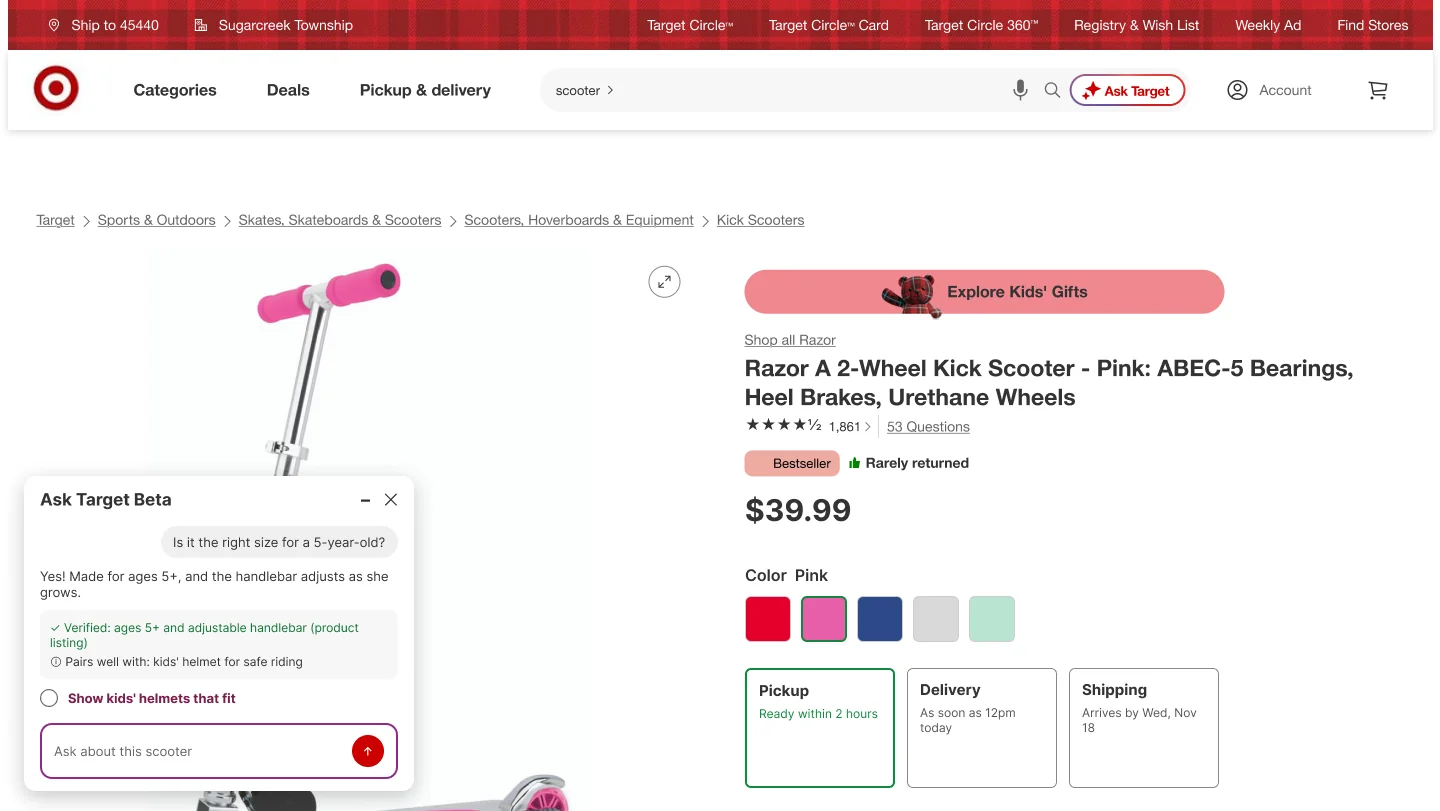 Ship to 45440
Sugarcreek Township
Target Circle™
Target Circle™ Card
Target Circle 360™
Registry & Wish List
Weekly Ad
Find Stores
Categories
Deals
Pickup & delivery
scooter
Ask Target
Account
Target
Sports & Outdoors
Skates, Skateboards & Scooters
Scooters, Hoverboards & Equipment
Kick Scooters
Explore Kids' Gifts
Shop all Razor
Razor A 2-Wheel Kick Scooter - Pink: ABEC-5 Bearings,
Heel Brakes, Urethane Wheels
★★★★½ 1,861
53 Questions
Bestseller
Rarely returned
$39.99
Color Pink
Pickup
Ready within 2 hours
Delivery
As soon as 12pm
today
Shipping
Arrives by Wed, Nov
18
Ask Target Beta
Is it the right size for a 5-year-old?
Yes! Made for ages 5+, and the handlebar adjusts as she
grows.
✓ Verified: ages 5+ and adjustable handlebar (product
listing)
ⓘ Pairs well with: kids' helmet for safe riding
Show kids' helmets that fit
Ask about this scooter